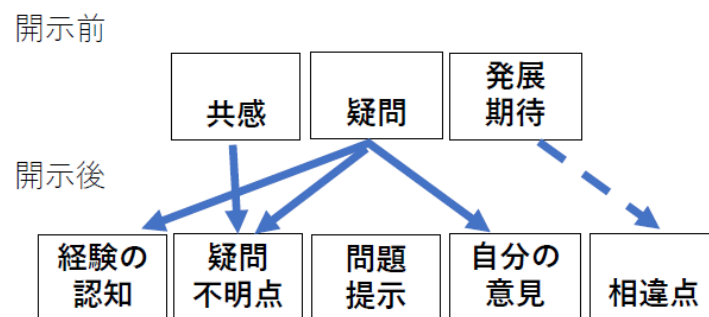 開示前
共感
疑問
発展
期待
開示後
経験の
認知
疑問
不明点
問題
提示
自分の
意見
相違点